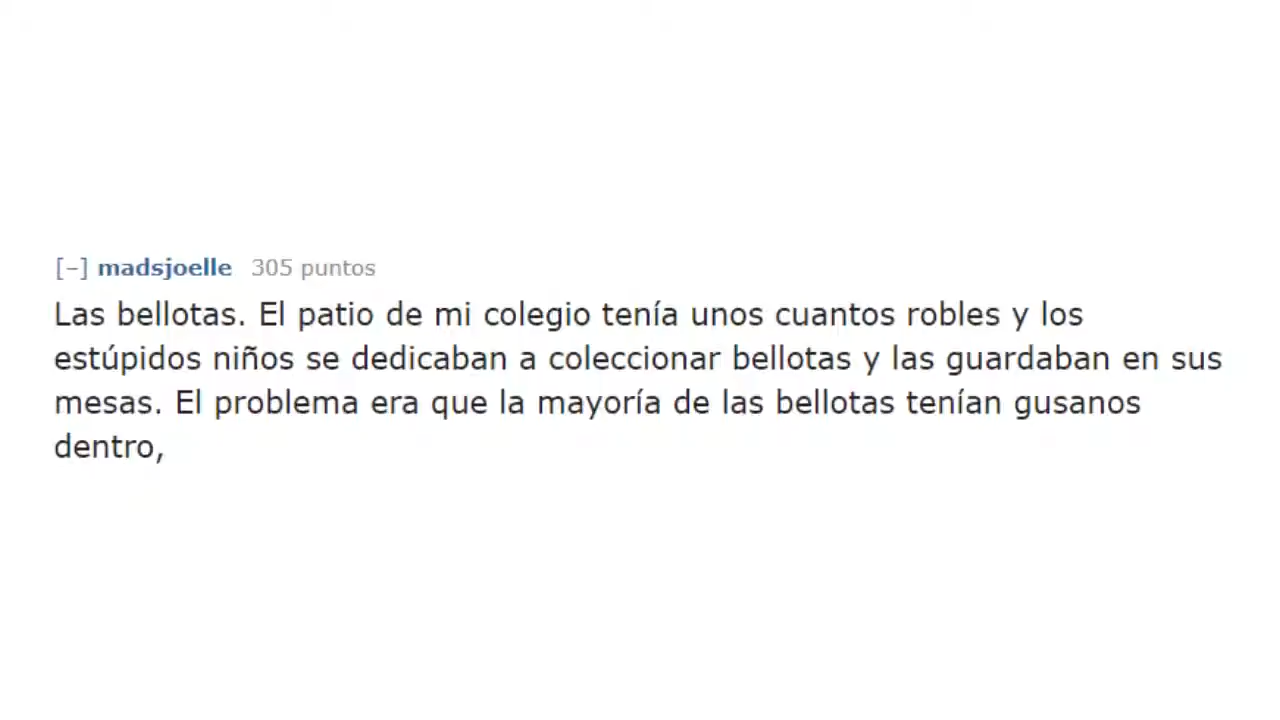 [−] madsjoelle 305 puntos
Las bellotas. El patio de mi colegio tenía unos cuantos robles y los
estúpidos niños se dedicaban a coleccionar bellotas y las guardaban en sus
mesas. El problema era que la mayoría de las bellotas tenían gusanos
dentro,